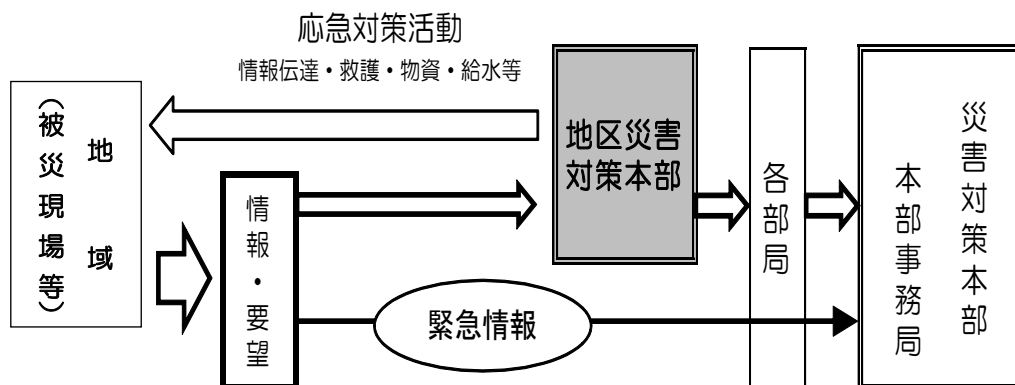 応急対策活動
情報伝達・救護・物資・給水等
地域
（被災現場等）
情報・要望
地区災害
対策本部
各部局
災害対策本部
本部事務局
緊急情報